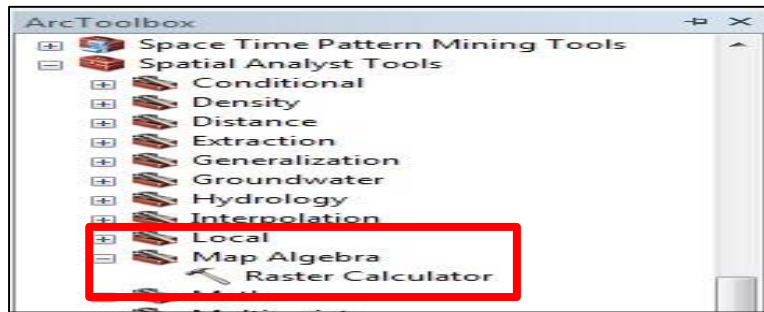 ArcToolbox
Space Time Pattern Mining Tools
Spatial Analyst Tools
Conditional
Density
Distance
Extraction
Generalization
Groundwater
Hydrology
Interpolation
Local
Map Algebra
Raster Calculator